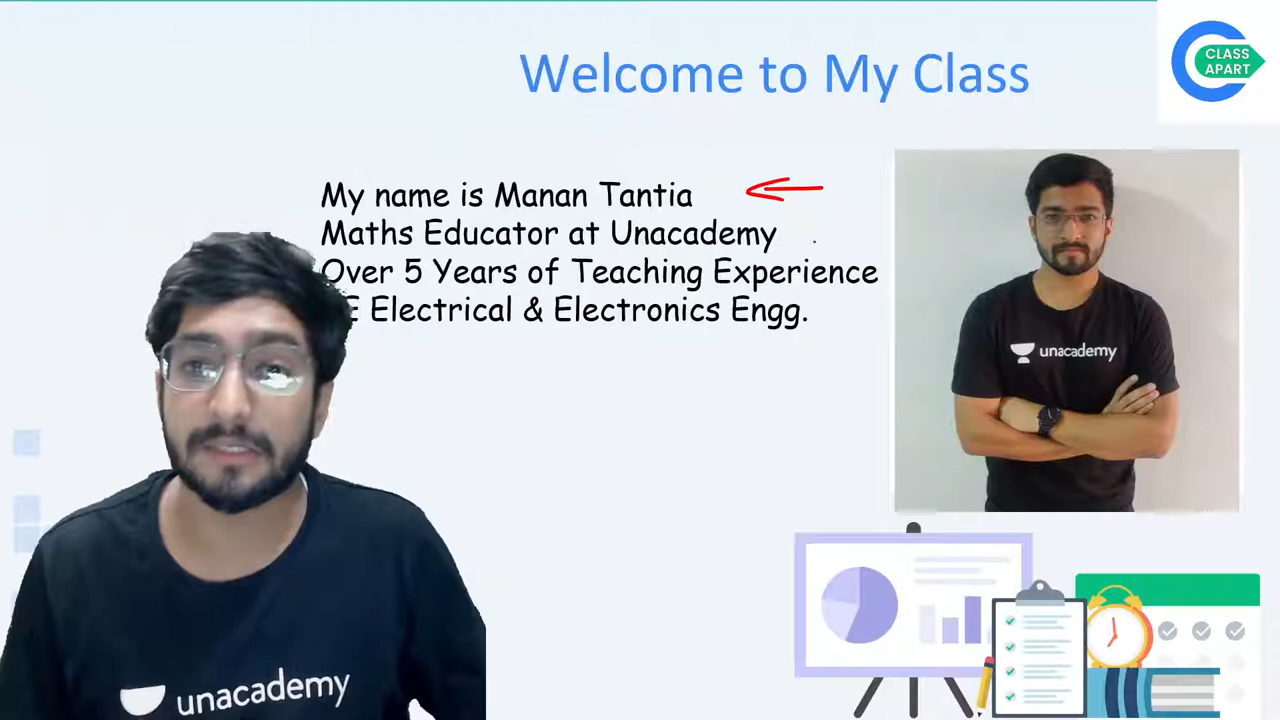 Welcome to My Class
CLASS
APART
My name is Manan Tantia
Maths Educator at Unacademy
Over 5 Years of Teaching Experience
E Electrical & Electronics Engg.
unacademy
unacademy